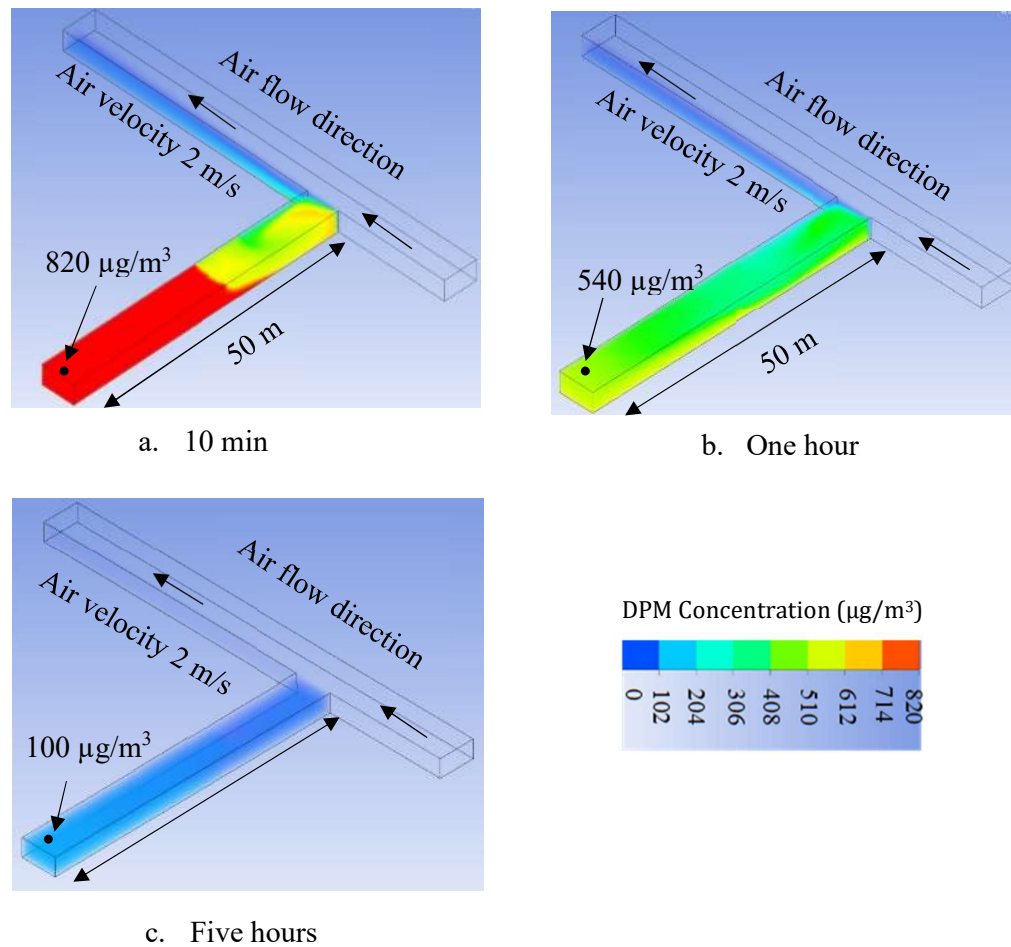 Air flow direction
Air velocity 2 m/s
820 µg/m³
50 m
a. 10 min
Air flow direction
Air velocity 2 m/s
540 µg/m³
50 m
b. One hour
Air flow direction
Air velocity 2 m/s
100 µg/m³
c. Five hours
DPM Concentration (µg/m³)
0 102 204 306 408 510 612 714 820